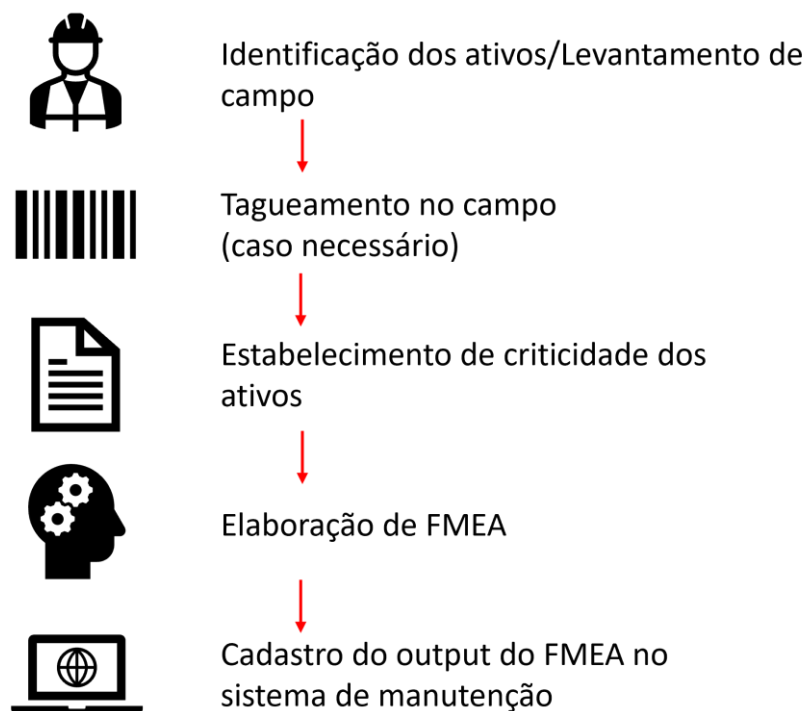 Identificação dos ativos/Levantamento de
campo
Tagueamento no campo
(caso necessário)
Estabelecimento de criticidade dos
ativos
Elaboração de FMEA
Cadastro do output do FMEA no
sistema de manutenção